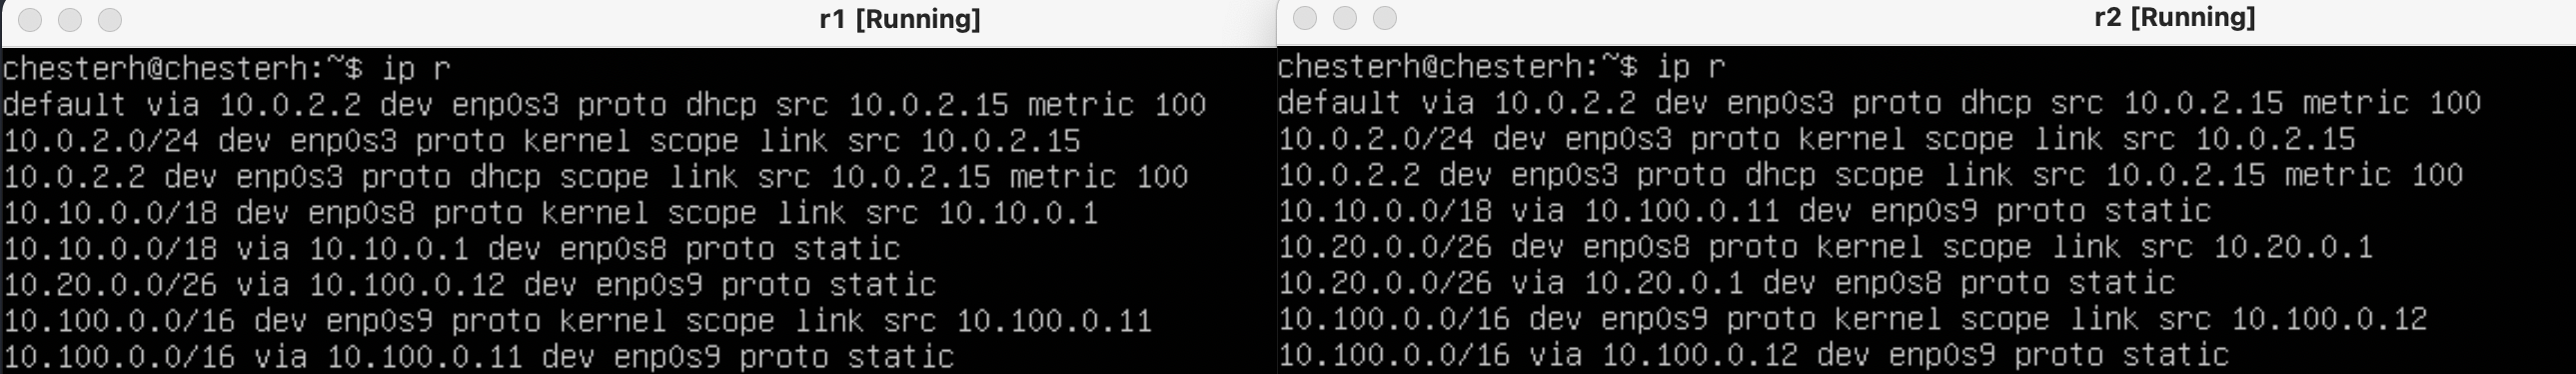 r1 [Running]
chesterh@chesterh:~$ ip r
default via 10.0.2.2 dev enp0s3 proto dhcp src 10.0.2.15 metric 100
10.0.2.0/24 dev enp0s3 proto kernel scope link src 10.0.2.15
10.0.2.2 dev enp0s3 proto dhcp scope link src 10.0.2.15 metric 100
10.10.0.0/18 dev enp0s8 proto kernel scope link src 10.10.0.1
10.10.0.0/18 via 10.10.0.1 dev enp0s8 proto static
10.20.0.0/26 via 10.100.0.12 dev enp0s9 proto static
10.100.0.0/16 dev enp0s9 proto kernel scope link src 10.100.0.11
10.100.0.0/16 via 10.100.0.11 dev enp0s9 proto static
r2 [Running]
chesterh@chesterh:~$ ip r
default via 10.0.2.2 dev enp0s3 proto dhcp src 10.0.2.15 metric 100
10.0.2.0/24 dev enp0s3 proto kernel scope link src 10.0.2.15
10.0.2.2 dev enp0s3 proto dhcp scope link src 10.0.2.15 metric 100
10.10.0.0/18 via 10.100.0.11 dev enp0s9 proto static
10.20.0.0/26 dev enp0s8 proto kernel scope link src 10.20.0.1
10.20.0.0/26 via 10.20.0.1 dev enp0s8 proto static
10.100.0.0/16 dev enp0s9 proto kernel scope link src 10.100.0.12
10.100.0.0/16 via 10.100.0.12 dev enp0s9 proto static